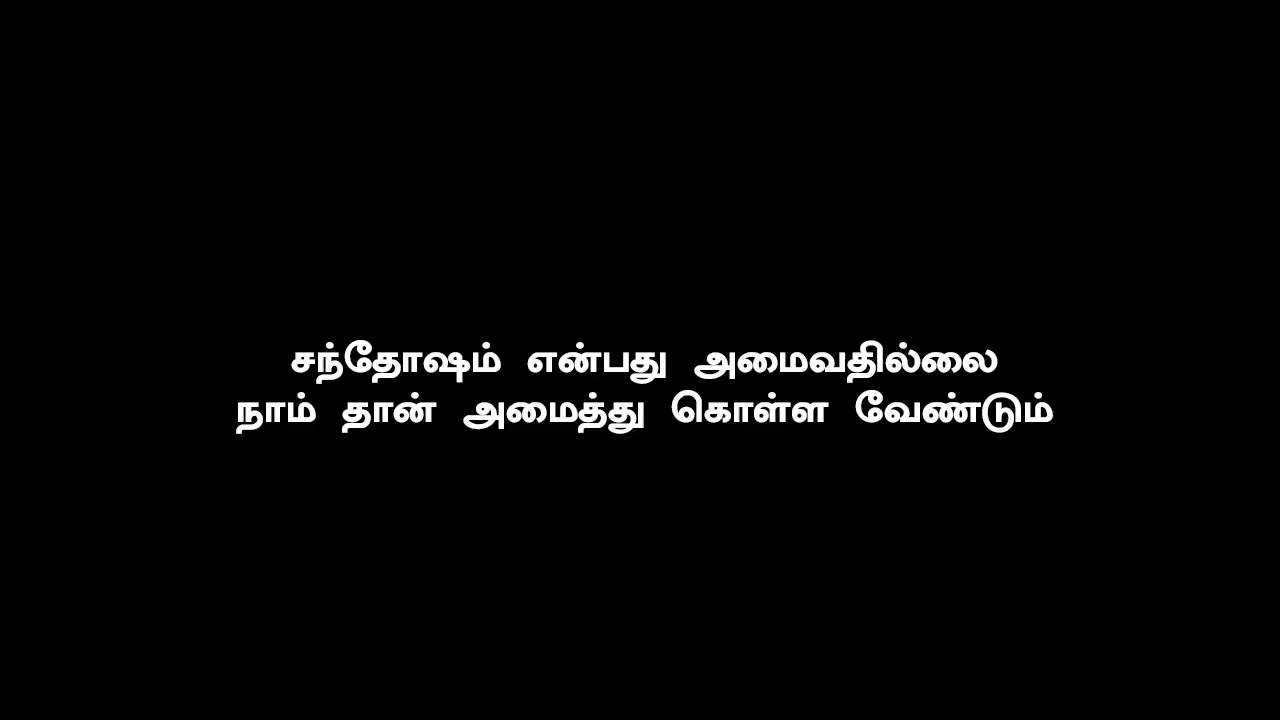 சந்தோஷம் என்பது அமைவதில்லை
நாம் தான் அமைத்து கொள்ள வேண்டும்